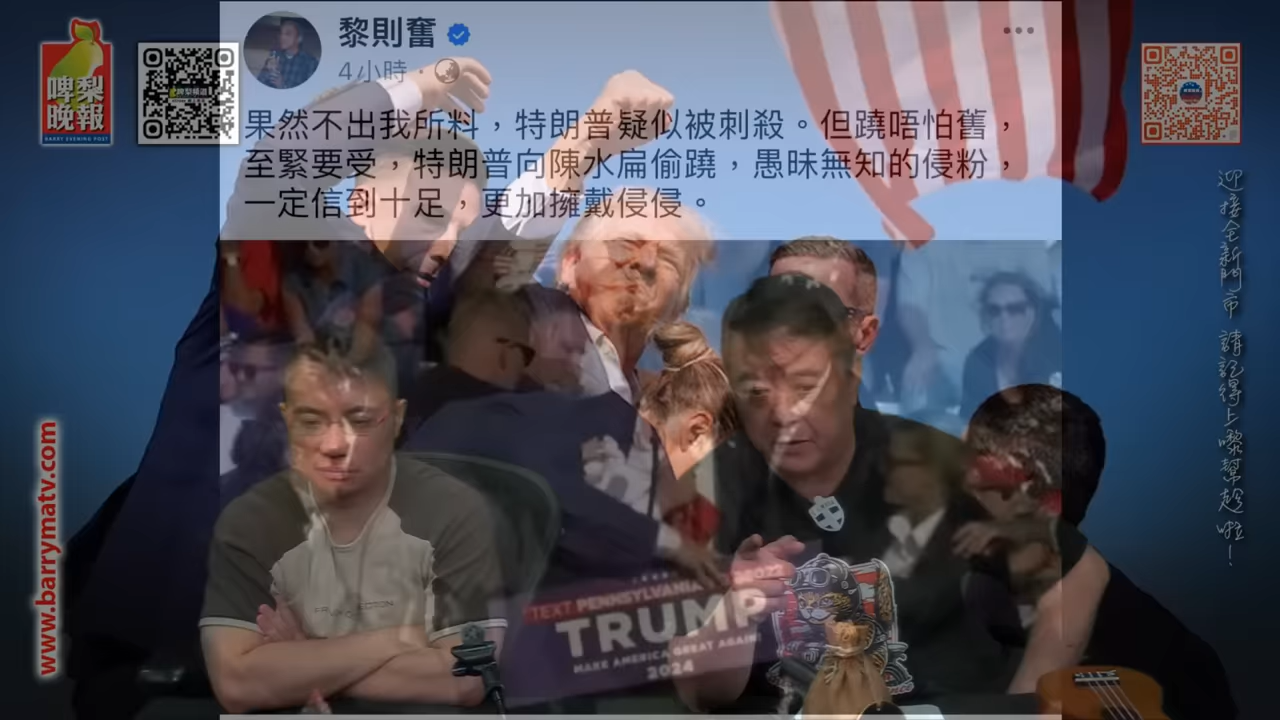 啤梨
晚報
BARRY EVENING POST
黎則奮
4小時
果然不出我所料，特朗普疑似被刺殺。但蹺唔怕舊，
至緊要受，特朗普向陳水扁偷蹺，愚昧無知的侵粉，
一定信到十足，更加擁戴侵侵。
迎接全新門市 請記得上嚟幫趁啦！
www.barrymatv.com
TEXT PENNSYLVANIA
TRUMP
MAKE AMERICA GREAT AGAIN!
2024